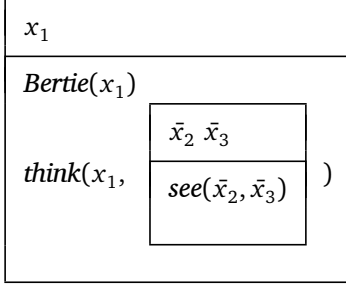 x₁
Bertie(x₁)
x̄₂ x̄₃
think(x₁, see(x̄₂, x̄₃) )